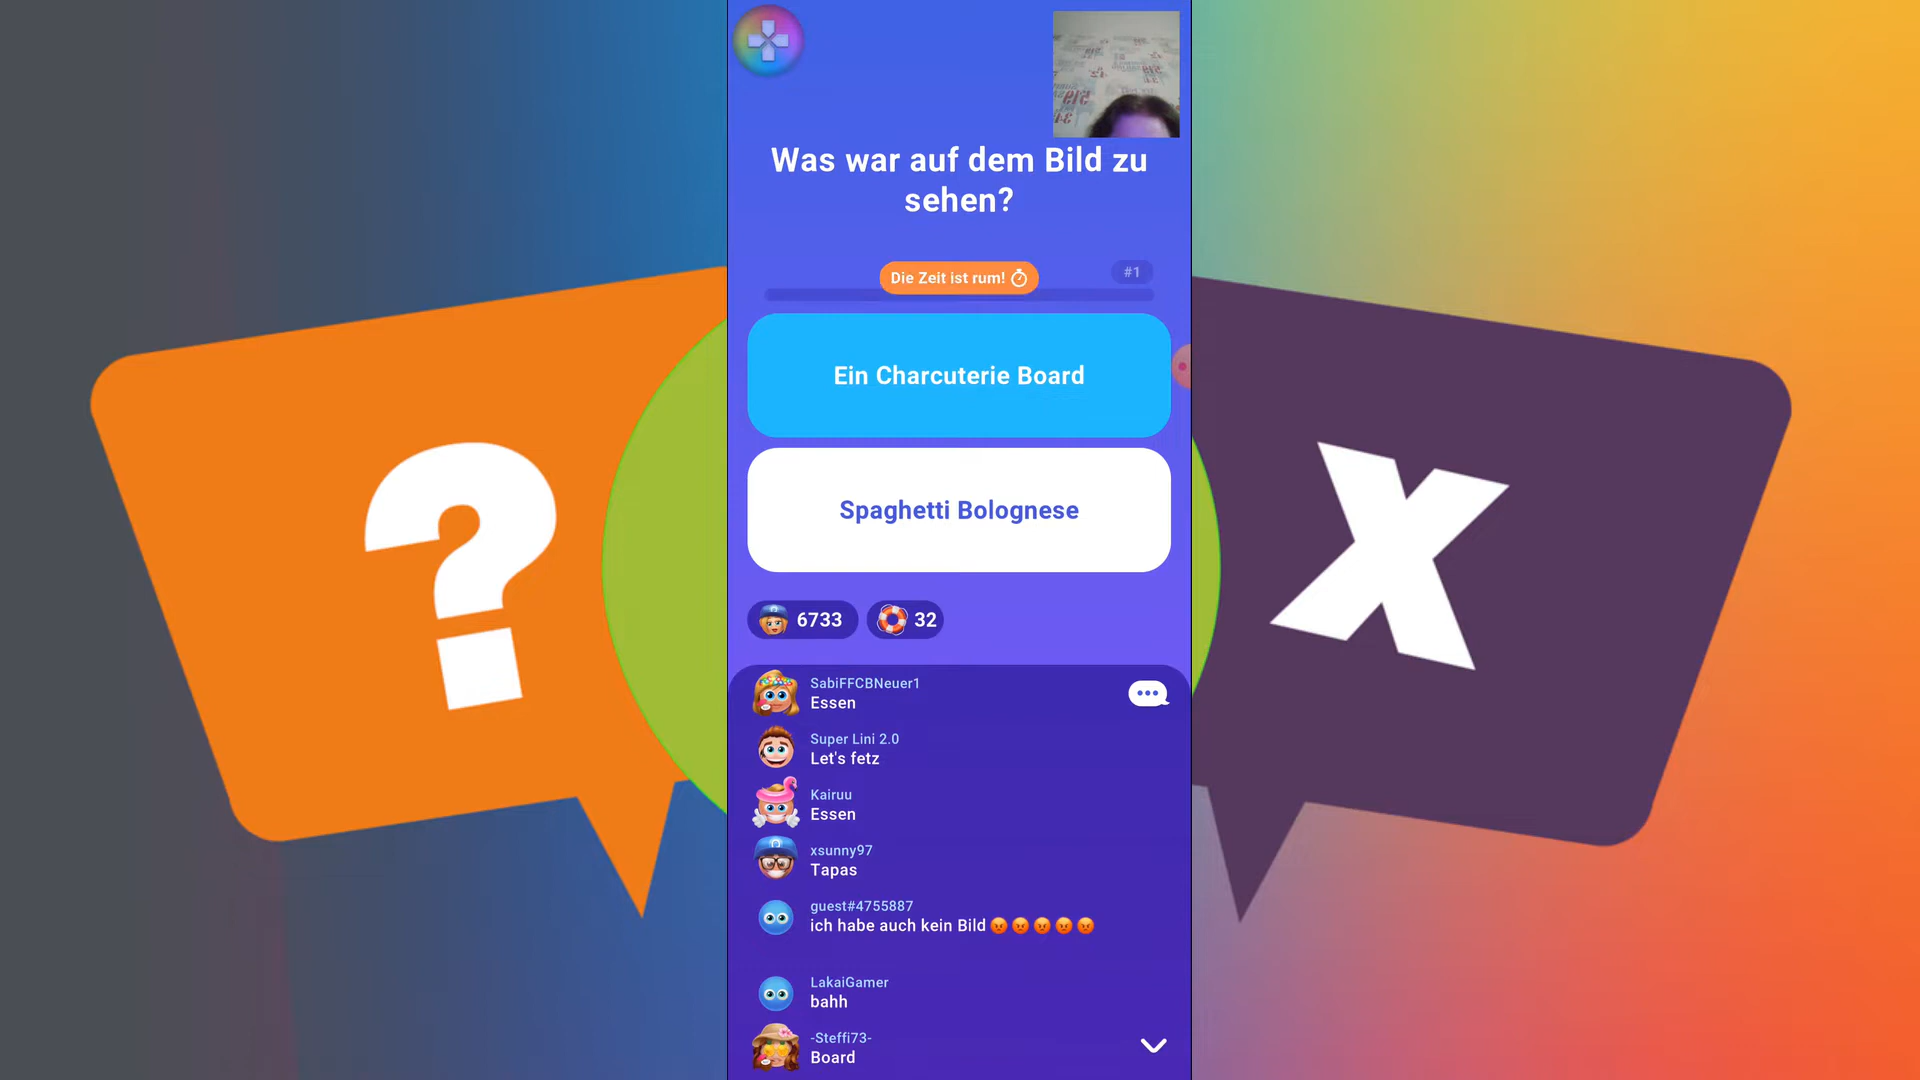 Was war auf dem Bild zu
sehen?
Die Zeit ist rum!
#1
Ein Charcuterie Board
Spaghetti Bolognese
6733
32
SabiFFCBNeuer1
Essen
Super Lini 2.0
Let's fetz
Kairuu
Essen
xsunny97
Tapas
guest#4755887
ich habe auch kein Bild 😡😡😡😡😡
LakaiGamer
bahh
-Steffi73-
Board
?
X